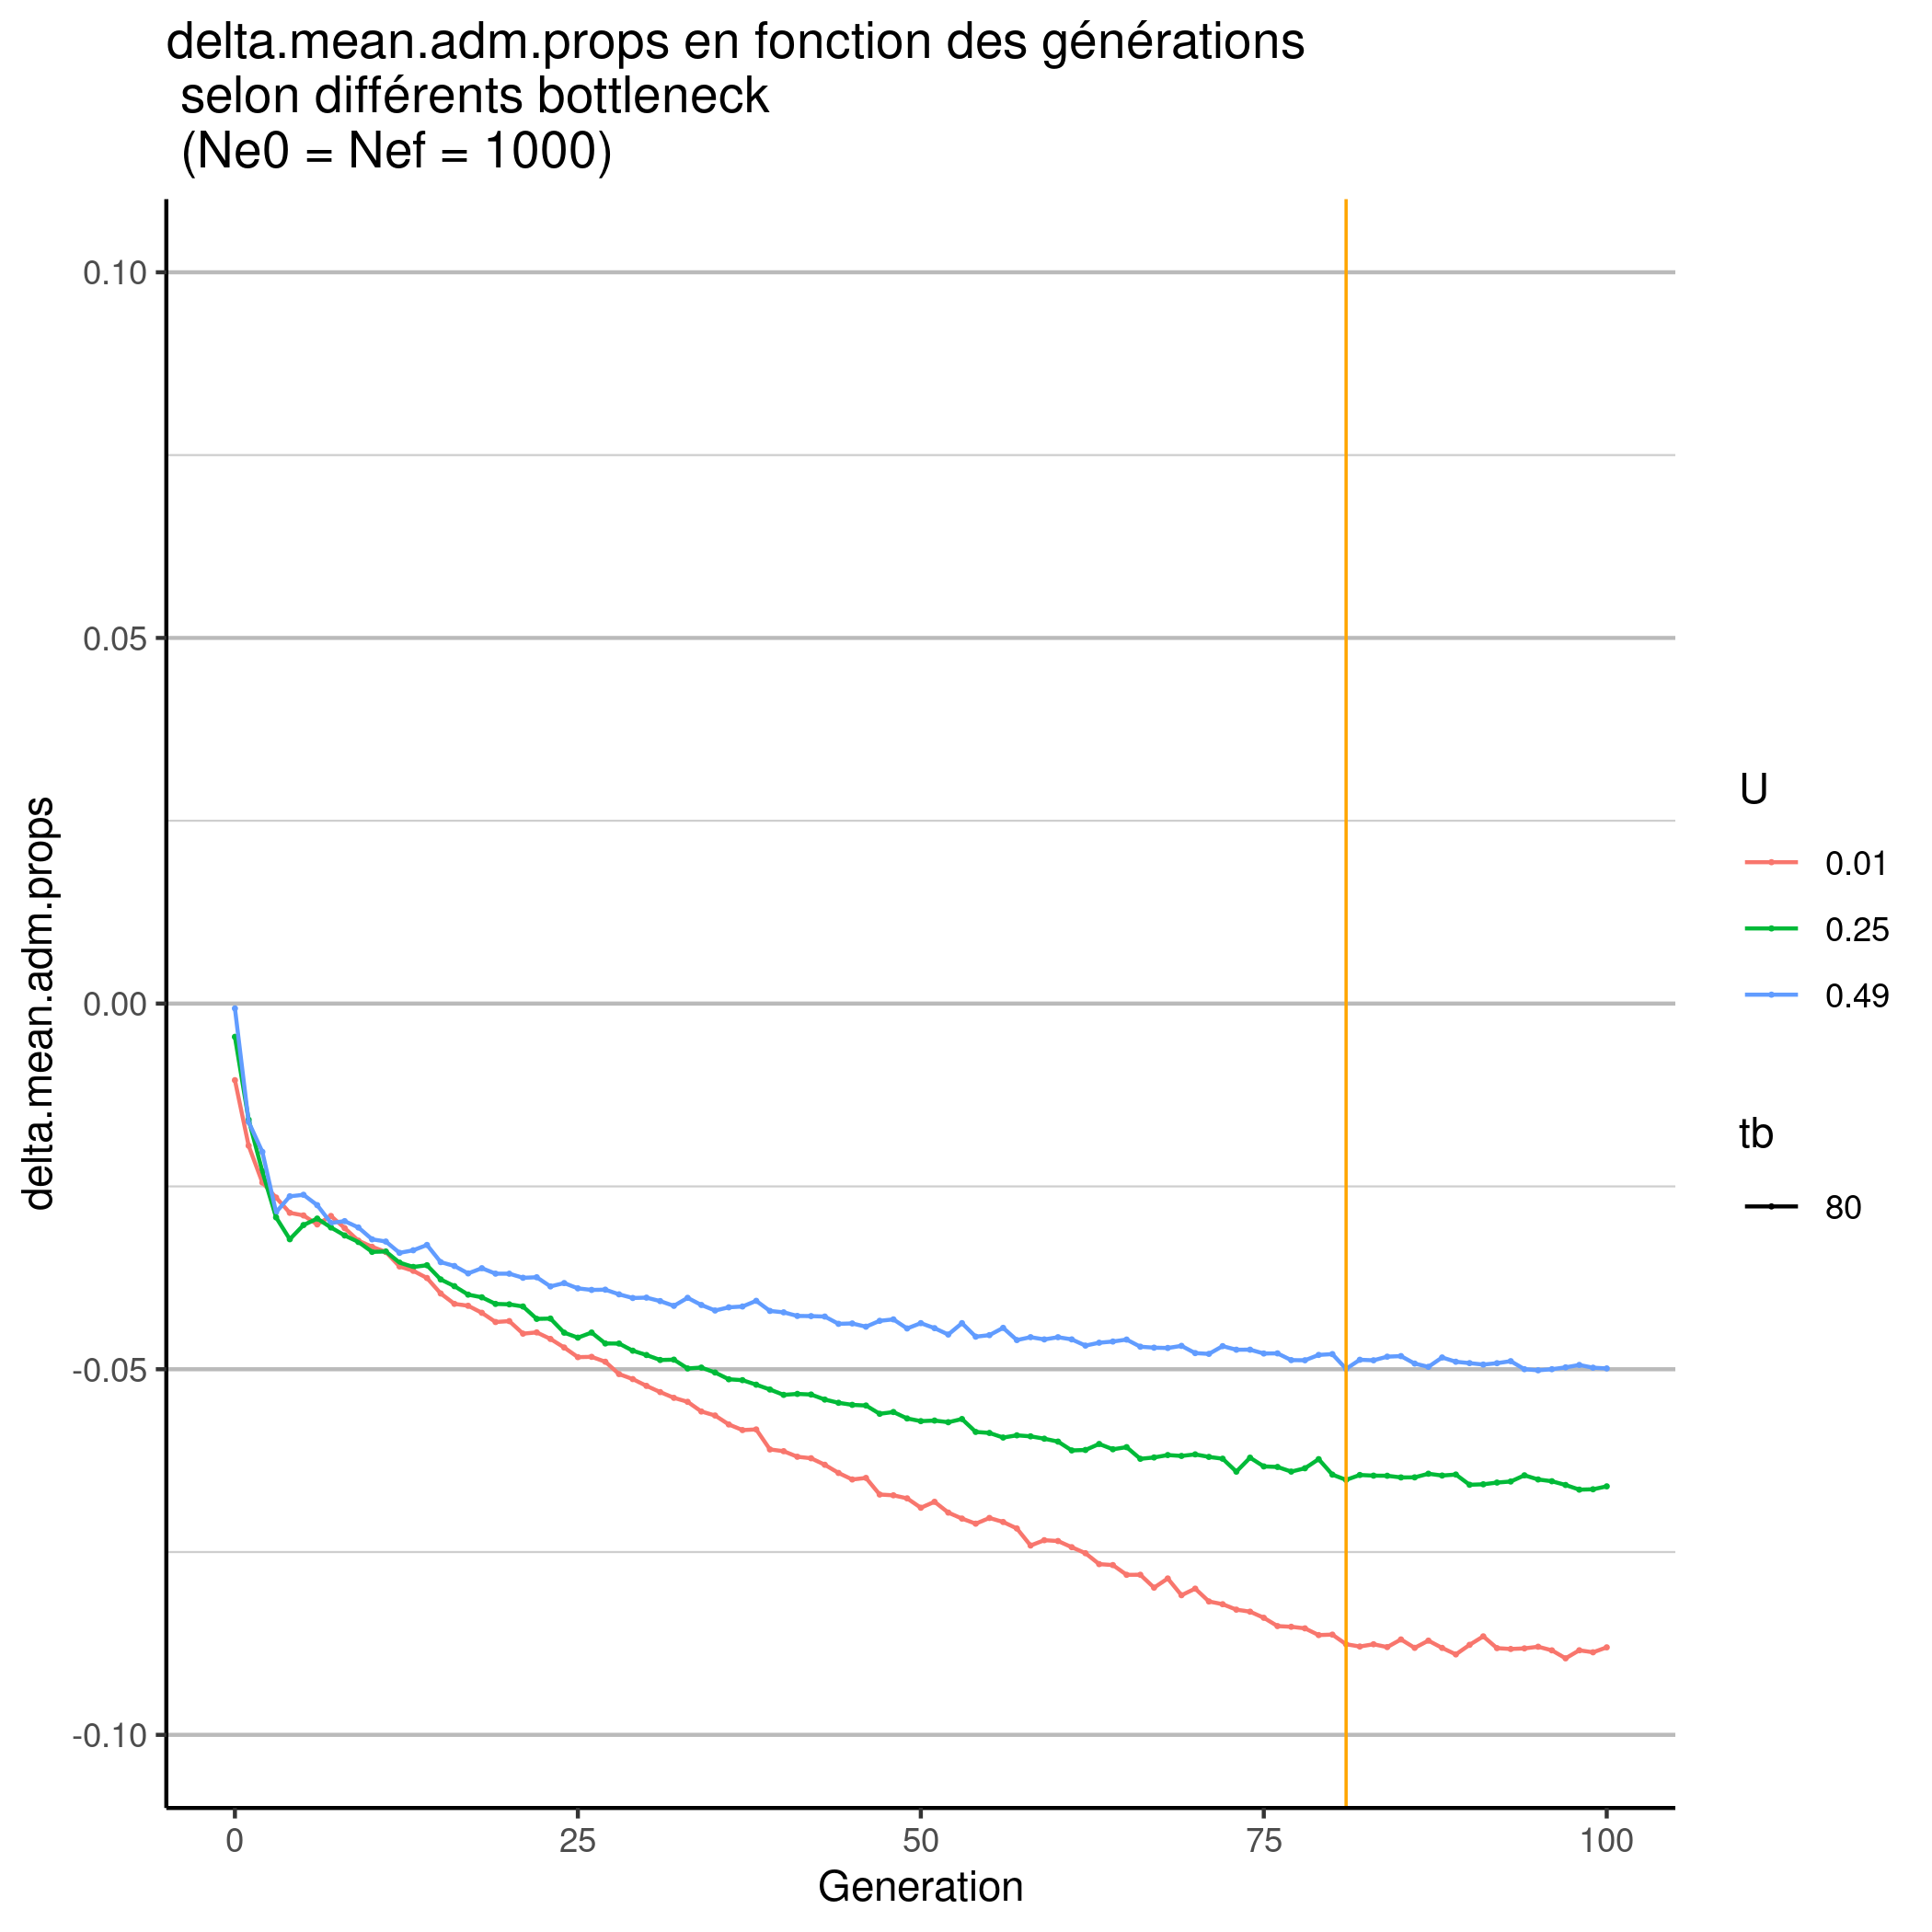 delta.mean.adm.props en fonction des générations
selon différents bottleneck
(Ne0 = Nef = 1000)
delta.mean.adm.props
0.10
0.05
0.00
-0.05
-0.10
0
25
50
75
100
Generation
U
0.01
0.25
0.49
tb
80